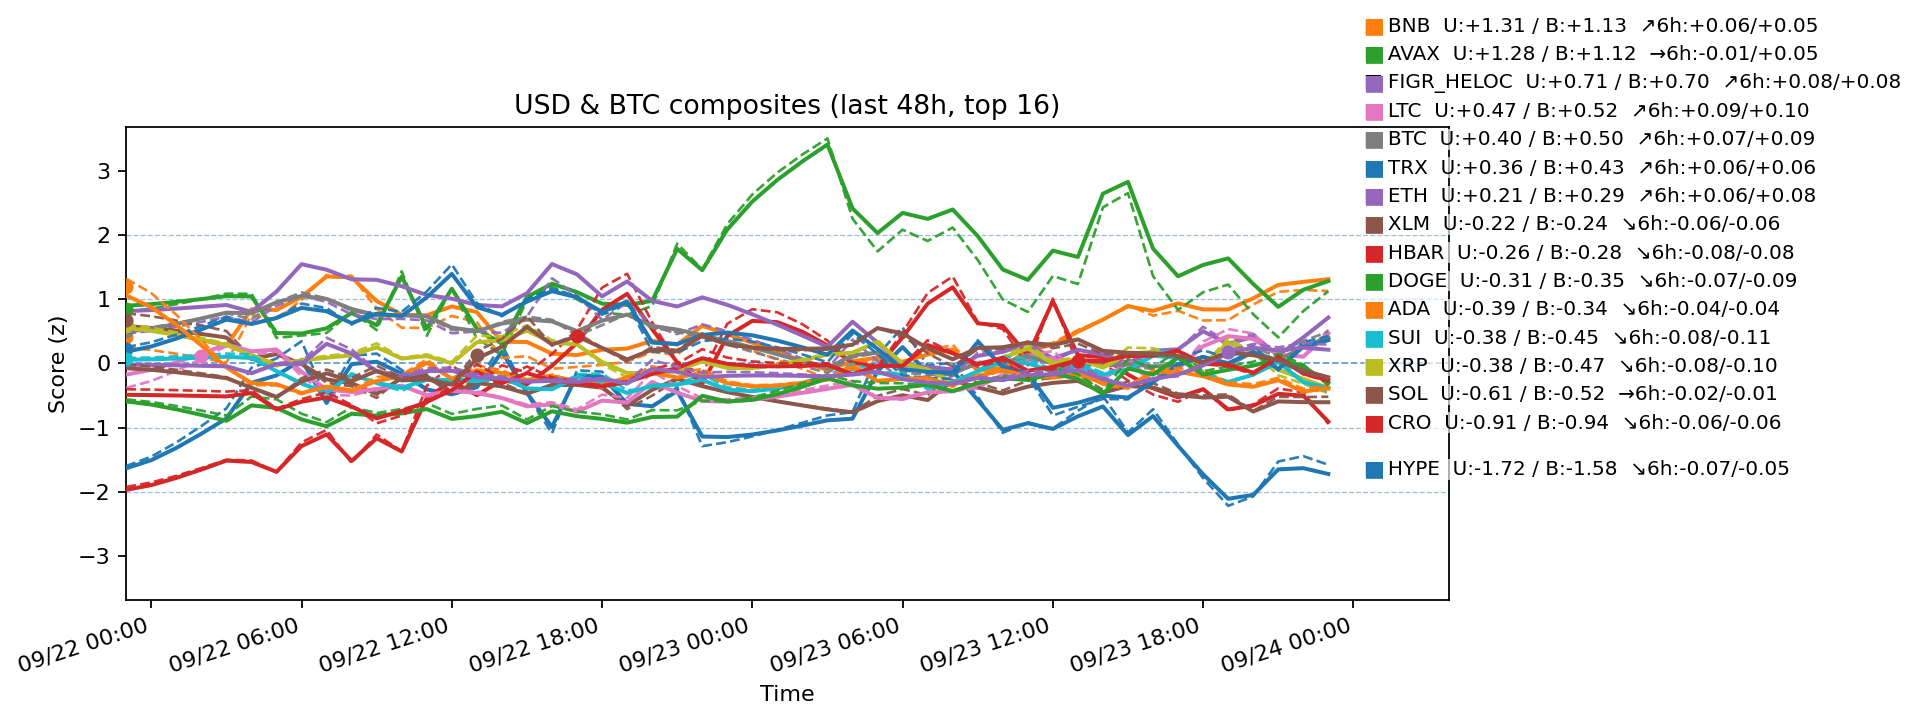 BNB  U:+1.31 / B:+1.13  ↗6h:+0.06/+0.05
AVAX  U:+1.28 / B:+1.12  →6h:-0.01/+0.05
FIGR_HELOC  U:+0.71 / B:+0.70  ↗6h:+0.08/+0.08
USD & BTC composites (last 48h, top 16)
LTC  U:+0.47 / B:+0.52  ↗6h:+0.09/+0.10
BTC  U:+0.40 / B:+0.50  ↗6h:+0.07/+0.09
TRX  U:+0.36 / B:+0.43  ↗6h:+0.06/+0.06
ETH  U:+0.21 / B:+0.29  ↗6h:+0.06/+0.08
XLM  U:-0.22 / B:-0.24  ↘6h:-0.06/-0.06
HBAR  U:-0.26 / B:-0.28  ↘6h:-0.08/-0.08
DOGE  U:-0.31 / B:-0.35  ↘6h:-0.07/-0.09
ADA  U:-0.39 / B:-0.34  ↘6h:-0.04/-0.04
SUI  U:-0.38 / B:-0.45  ↘6h:-0.08/-0.11
XRP  U:-0.38 / B:-0.47  ↘6h:-0.08/-0.10
SOL  U:-0.61 / B:-0.52  →6h:-0.02/-0.01
CRO  U:-0.91 / B:-0.94  ↘6h:-0.06/-0.06
HYPE  U:-1.72 / B:-1.58  ↘6h:-0.07/-0.05
Score (z)
3
2
1
0
−1
−2
−3
09/22 00:00
09/22 06:00
09/22 12:00
09/22 18:00
09/23 00:00
09/23 06:00
09/23 12:00
09/23 18:00
09/24 00:00
Time